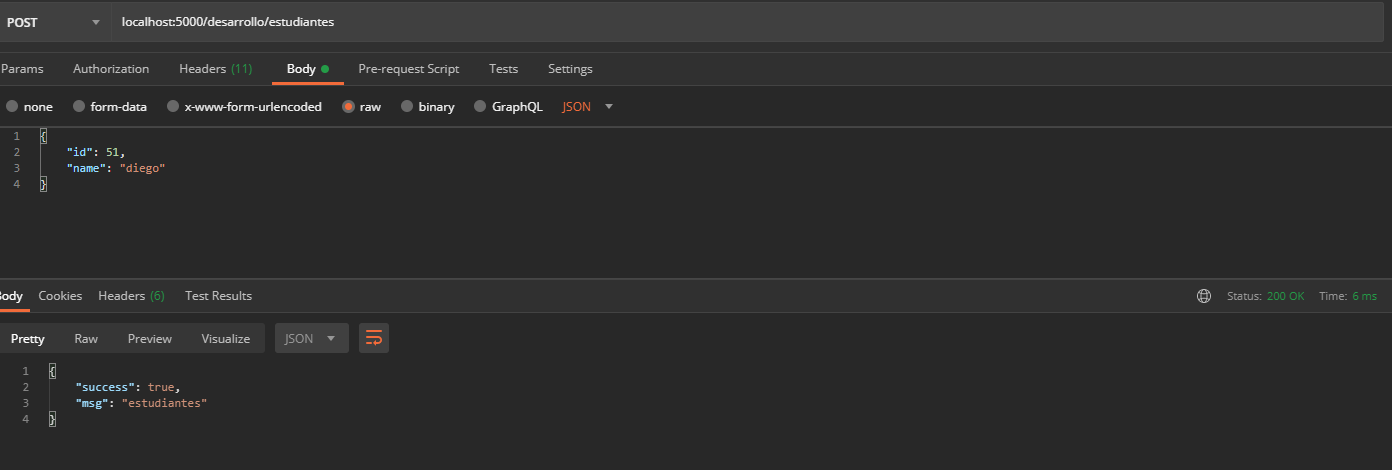 POST localhost:5000/desarrollo/estudiantes
Params Authorization Headers (11) Body Pre-request Script Tests Settings
none form-data x-www-form-urlencoded raw binary GraphQL JSON
1 {
2 "id": 51,
3 "name": "diego"
4 }
Body Cookies Headers (6) Test Results Status: 200 OK Time: 6 ms
Pretty Raw Preview Visualize JSON
1 {
2 "success": true,
3 "msg": "estudiantes"
4 }